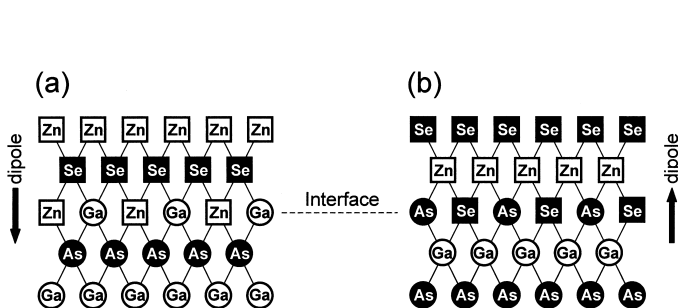 (a)
dipole
Zn Zn Zn Zn Zn Zn
Se Se Se Se Se
Zn Ga Zn Ga Zn Ga
As As As As As
Ga Ga Ga Ga Ga Ga
Interface
(b)
Se Se Se Se Se Se
Zn Zn Zn Zn Zn
As Se As Se As Se
Ga Ga Ga Ga Ga
As As As As As As
dipole